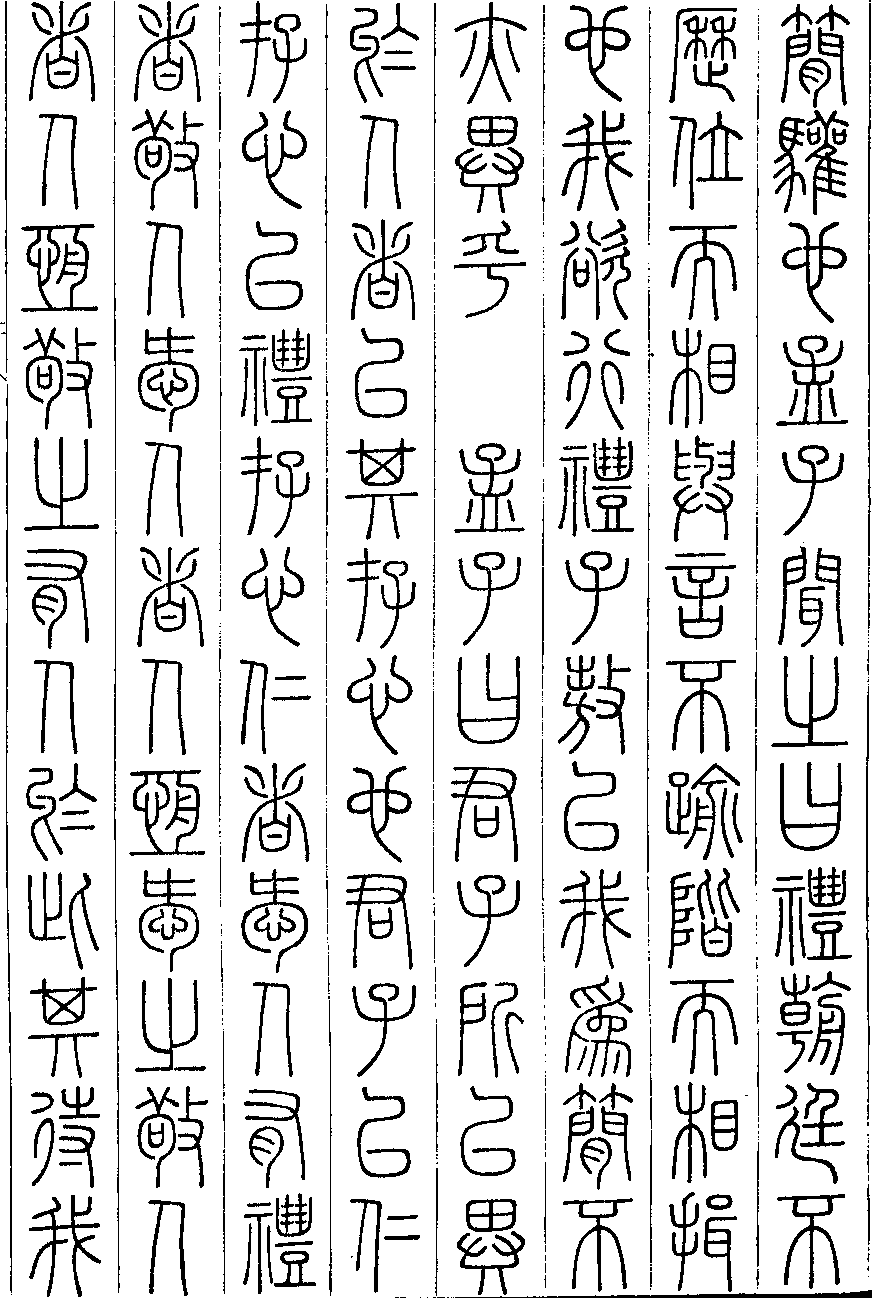 簡驩也孟子聞之曰禮朝廷不
歷位而相與言不踰階而相揖
也我欲行禮子敖以我爲簡不
亦異乎　孟子曰君子所以異
於人者以其存心也君子以仁
存心以禮存心仁者愛人有禮
者敬人愛人者人恆愛之敬人
者人恆敬之有人於此其待我